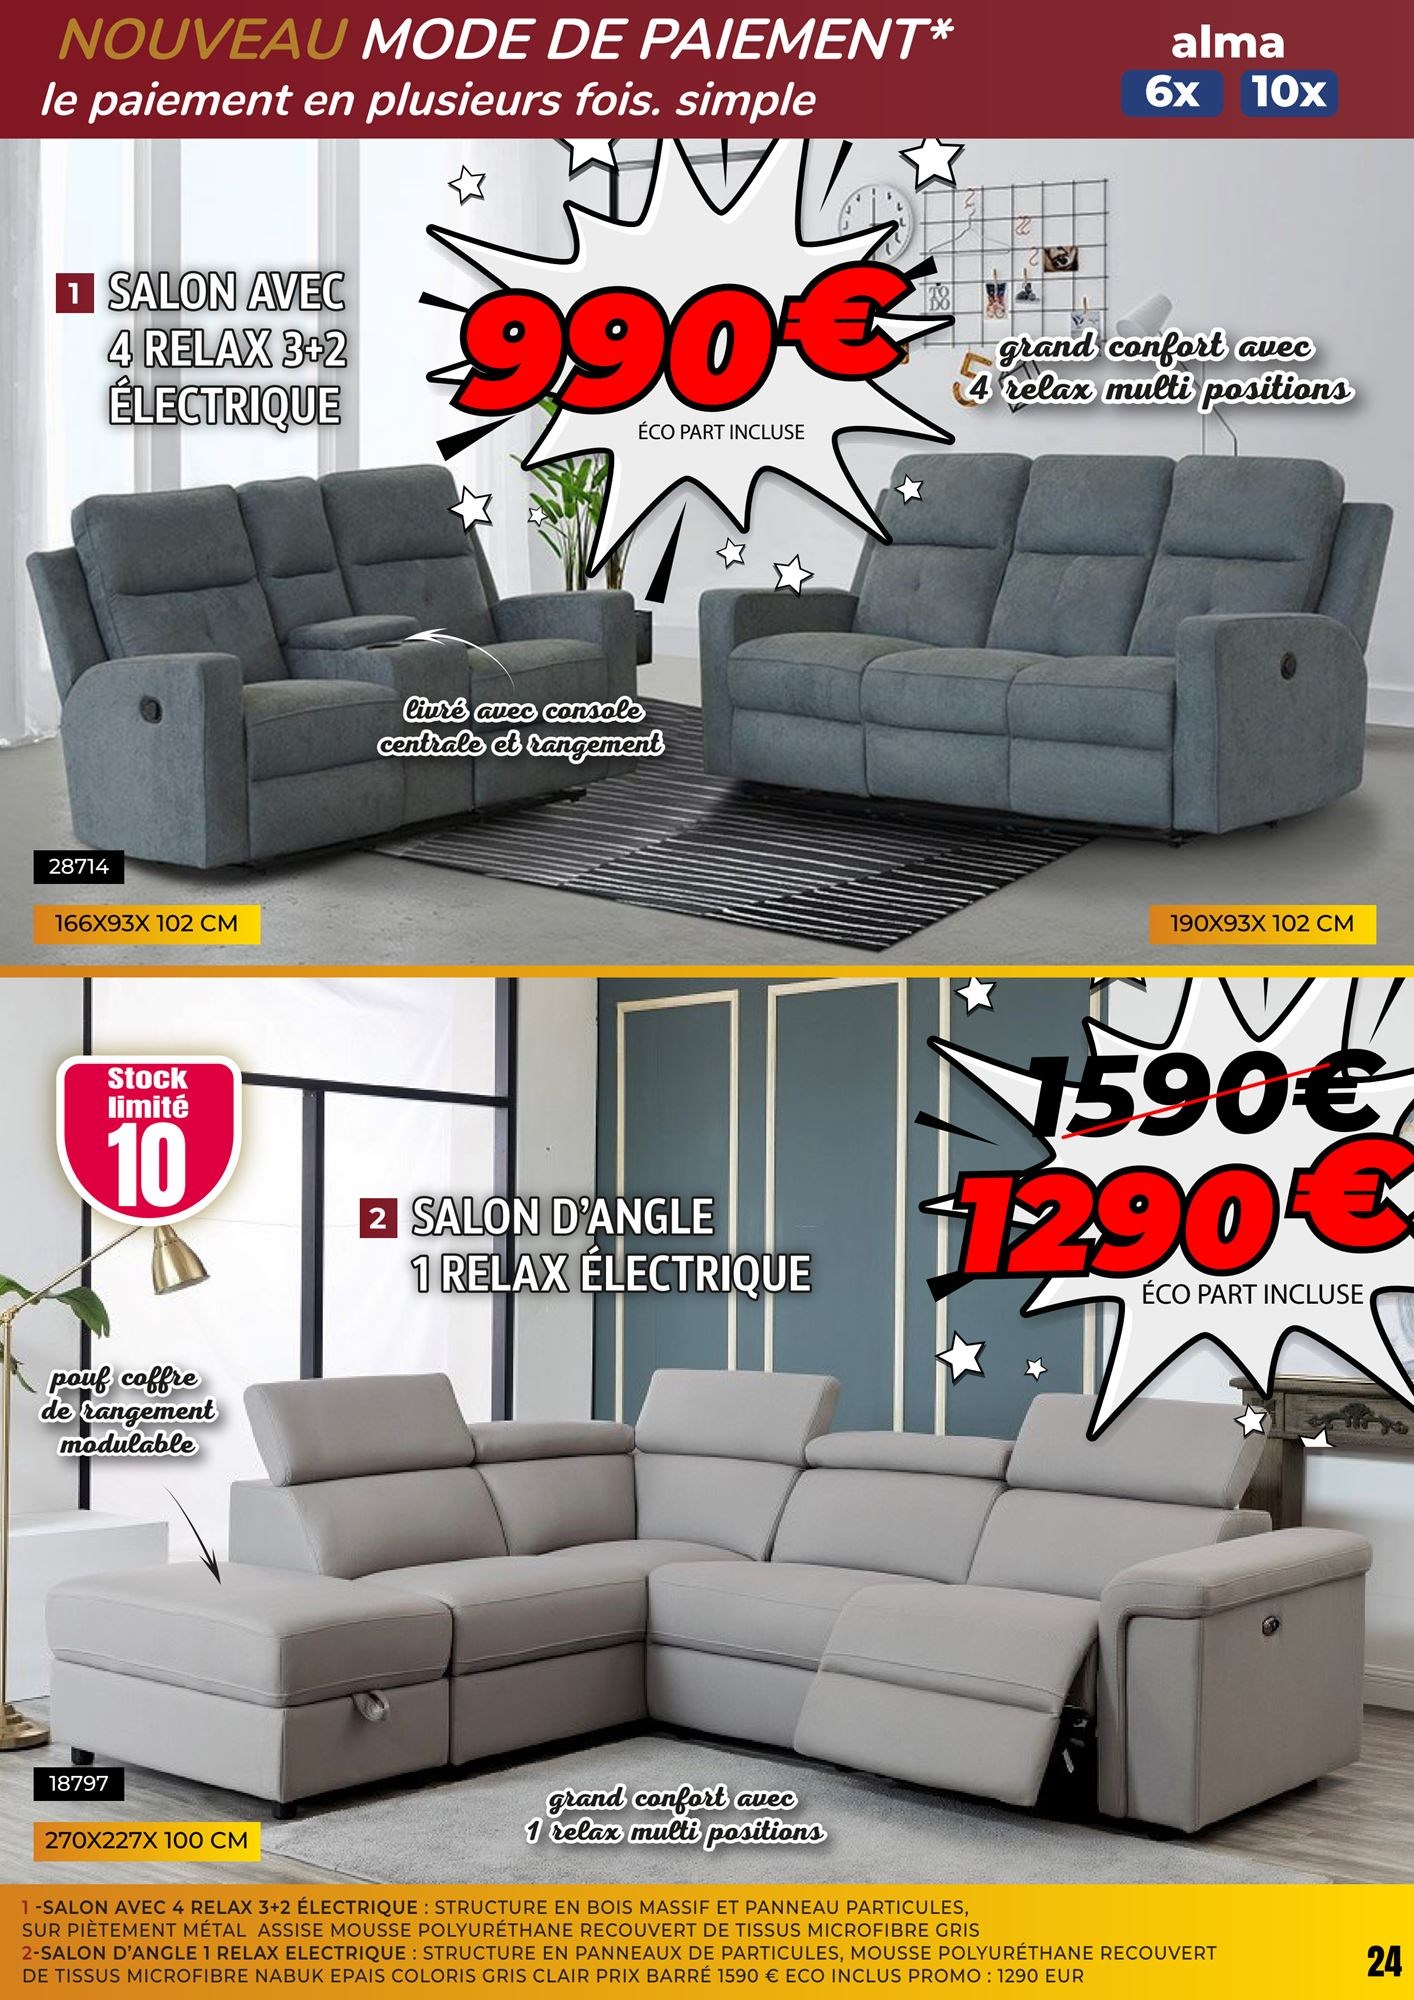 NOUVEAU MODE DE PAIEMENT*
le paiement en plusieurs fois. simple
alma
6x 10x
1 SALON AVEC
4 RELAX 3+2
ÉLECTRIQUE
990€
ÉCO PART INCLUSE
TO
DO
5
grand confort avec
4 relax multi positions
livré avec console
centrale et rangement
28714
166X93X 102 CM
190X93X 102 CM
Stock
limité
10
1590€
1290€
ÉCO PART INCLUSE
2 SALON D'ANGLE
1 RELAX ÉLECTRIQUE
pouf coffre
de rangement
modulable
18797
270X227X 100 CM
grand confort avec
1 relax multi positions
1 -SALON AVEC 4 RELAX 3+2 ÉLECTRIQUE : STRUCTURE EN BOIS MASSIF ET PANNEAU PARTICULES,
SUR PIÈTEMENT MÉTAL ASSISE MOUSSE POLYURÉTHANE RECOUVERT DE TISSUS MICROFIBRE GRIS
2-SALON D'ANGLE 1 RELAX ELECTRIQUE : STRUCTURE EN PANNEAUX DE PARTICULES, MOUSSE POLYURÉTHANE RECOUVERT
DE TISSUS MICROFIBRE NABUK EPAIS COLORIS GRIS CLAIR PRIX BARRÉ 1590 € ECO INCLUS PROMO : 1290 EUR
24